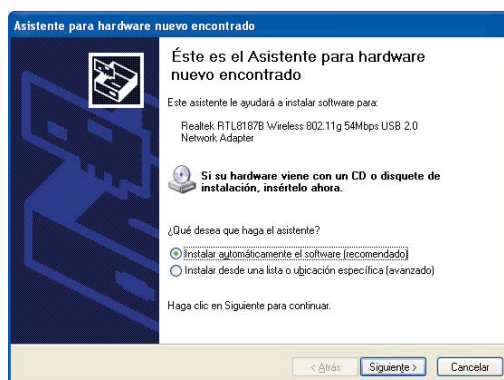 Asistente para hardware nuevo encontrado
Éste es el Asistente para hardware
nuevo encontrado
Este asistente le ayudará a instalar software para:
Realtek RTL8187B Wireless 802.11g 54Mbps USB 2.0
Network Adapter
Si su hardware viene con un CD o disquete de
instalación, insértelo ahora.
¿Qué desea que haga el asistente?
Instalar automáticamente el software (recomendado)
Instalar desde una lista o ubicación específica (avanzado)
Haga clic en Siguiente para continuar.
< Atrás
Siguiente >
Cancelar